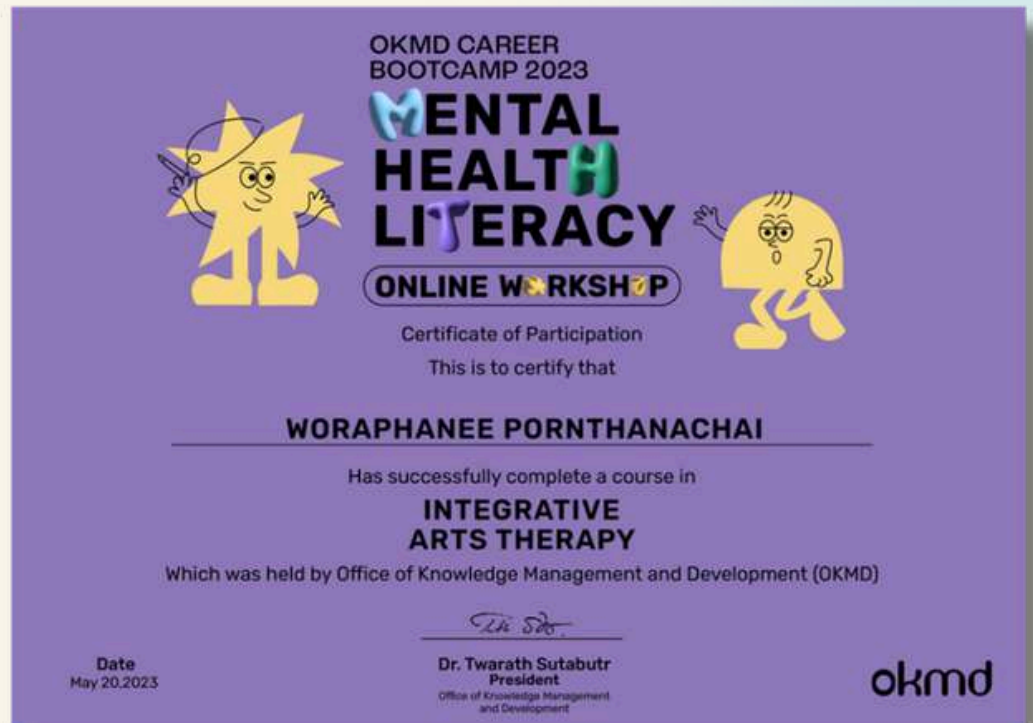 OKMD CAREER
BOOTCAMP 2023
MENTAL
HEALTH
LITERACY
ONLINE WORKSHOP
Certificate of Participation
This is to certify that
WORAPHANEE PORNTHANACHAI
Has successfully complete a course in
INTEGRATIVE
ARTS THERAPY
Which was held by Office of Knowledge Management and Development (OKMD)
Dr. Twarath Sutabutr
President
Office of Knowledge Management
and Development
Date
May 20,2023
okmd